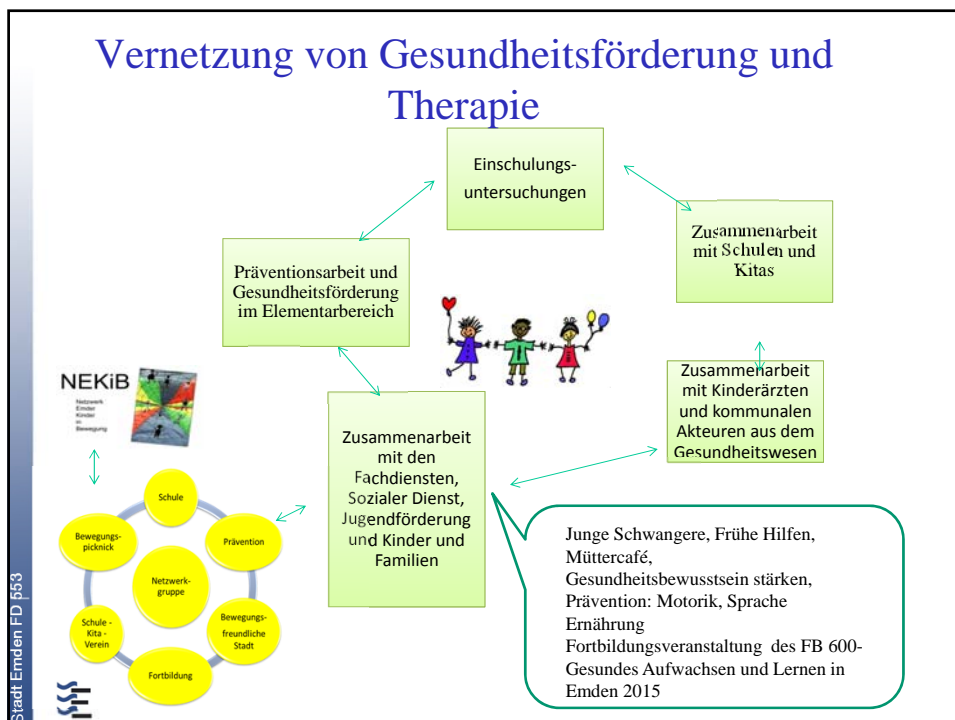 Vernetzung von Gesundheitsförderung und
Therapie
Einschulungs-
untersuchungen
Zusammenarbeit
mit Schulen und
Kitas
Präventionsarbeit und
Gesundheitsförderung
im Elementarbereich
Zusammenarbeit
mit Kinderärzten
und kommunalen
Akteuren aus dem
Gesundheitswesen
NEKiB
Netzwerk
Emder
Kinder
in
Bewegung
Zusammenarbeit
mit den
Fachdiensten,
Sozialer Dienst,
Jugendförderung
und Kinder und
Familien
Schule
Bewegungs-
picknick
Prävention
Netzwerk-
gruppe
Schule -
Kita -
Verein
Bewegungs-
freundliche
Stadt
Fortbildung
Junge Schwangere, Frühe Hilfen,
Müttercafé,
Gesundheitsbewusstsein stärken,
Prävention: Motorik, Sprache
Ernährung
Fortbildungsveranstaltung des FB 600-
Gesundes Aufwachsen und Lernen in
Emden 2015
Stadt Emden FD 553